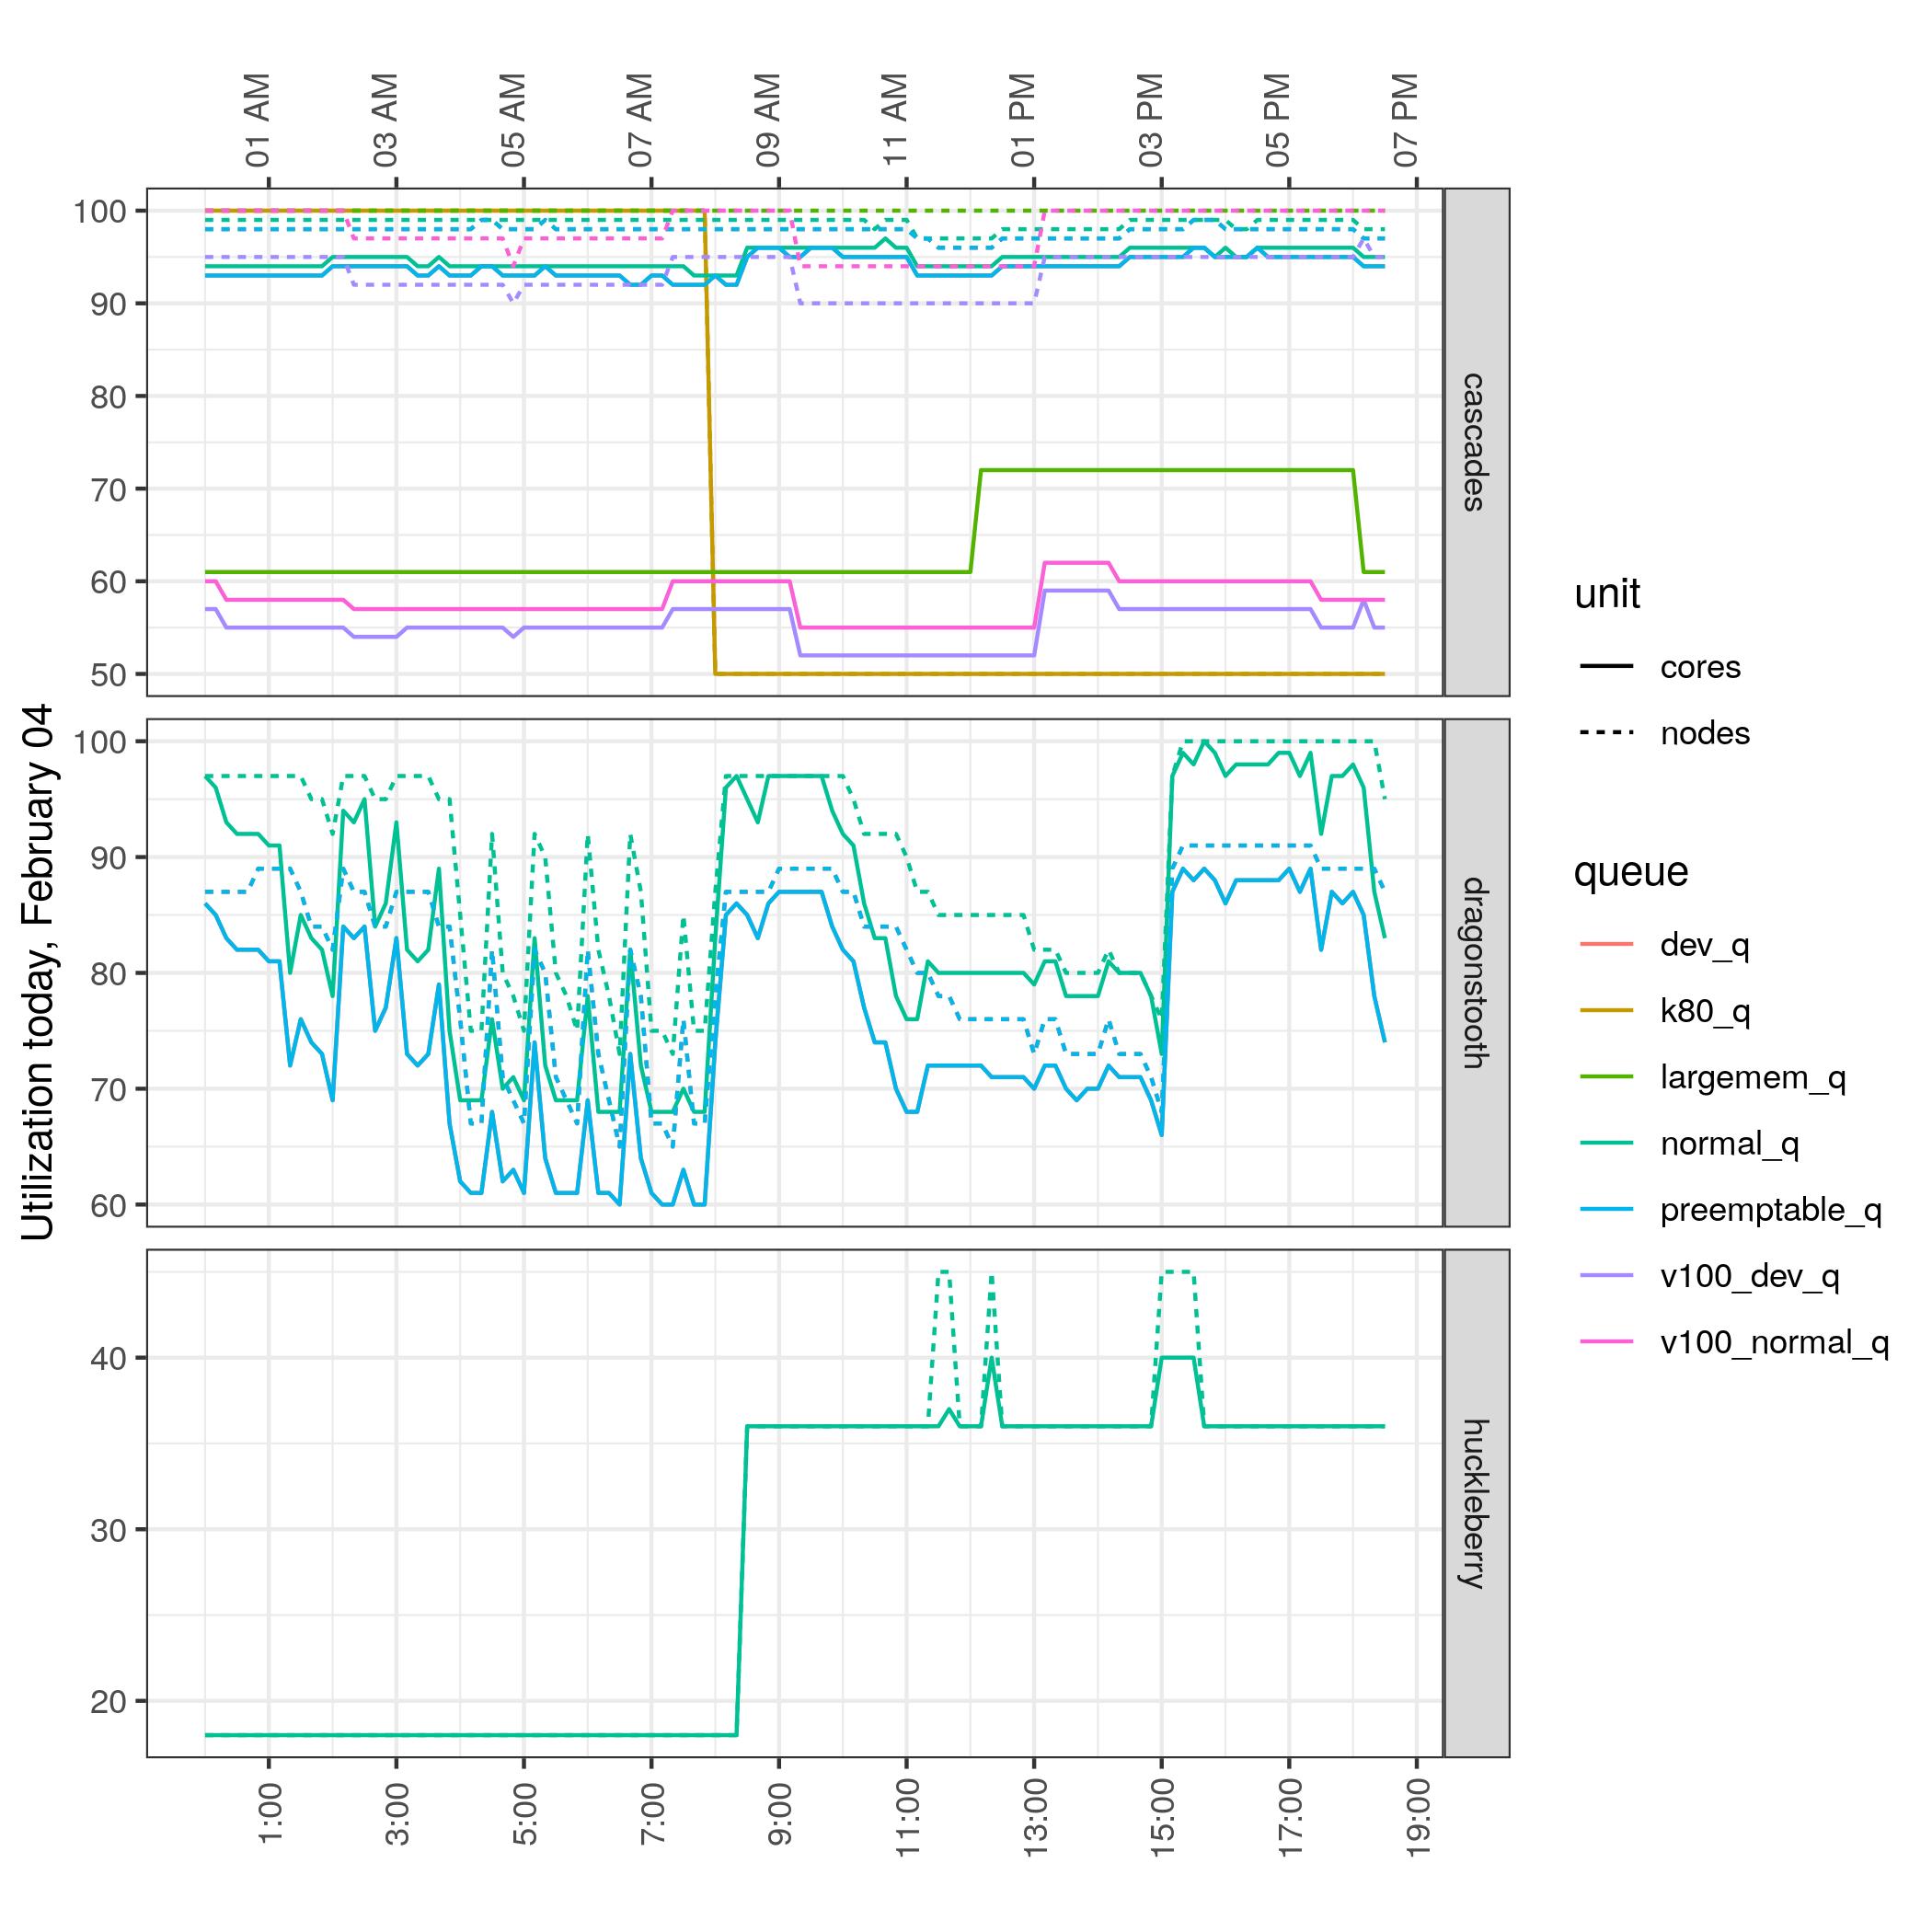 01 AM
03 AM
05 AM
07 AM
09 AM
11 AM
01 PM
03 PM
05 PM
07 PM
Utilization today, February 04
100
90
80
70
60
50
cascades
100
90
80
70
60
dragonstooth
40
30
20
huckleberry
1:00
3:00
5:00
7:00
9:00
11:00
13:00
15:00
17:00
19:00
unit
cores
nodes
queue
dev_q
k80_q
largemem_q
normal_q
preemptable_q
v100_dev_q
v100_normal_q